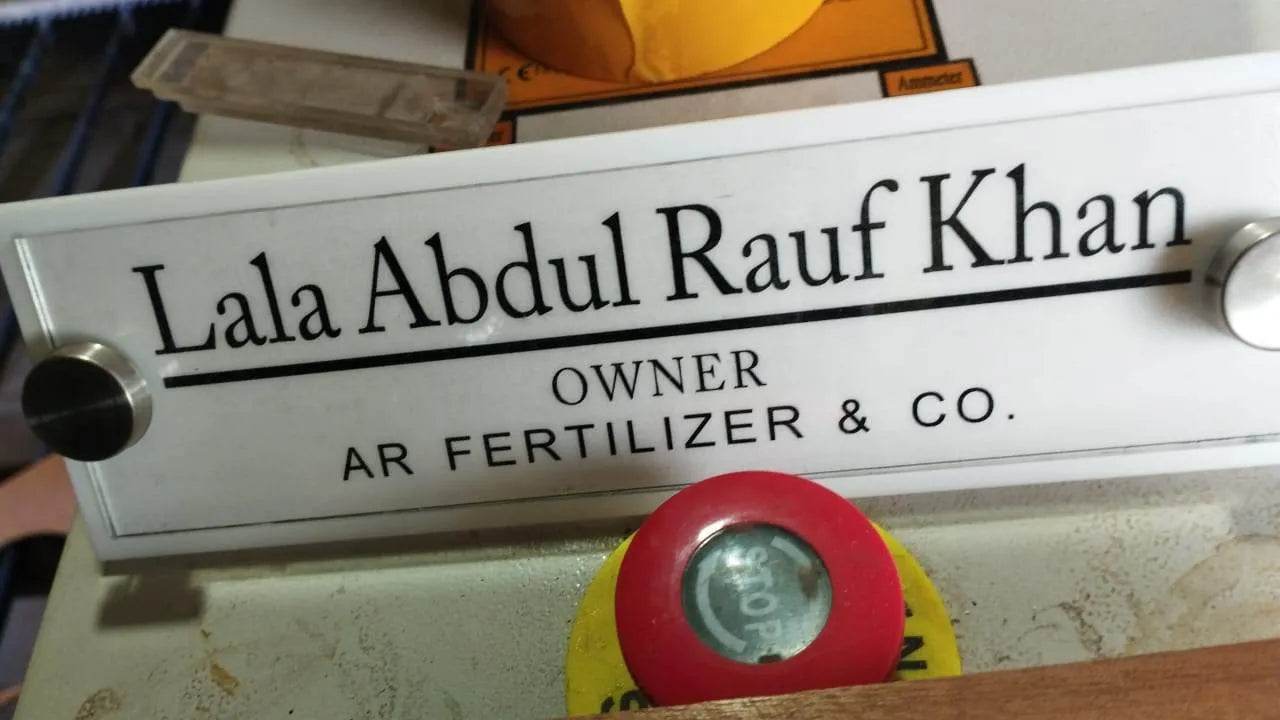 Ammeter
Lala Abdul Rauf Khan
OWNER
AR FERTILIZER & CO.
STOP